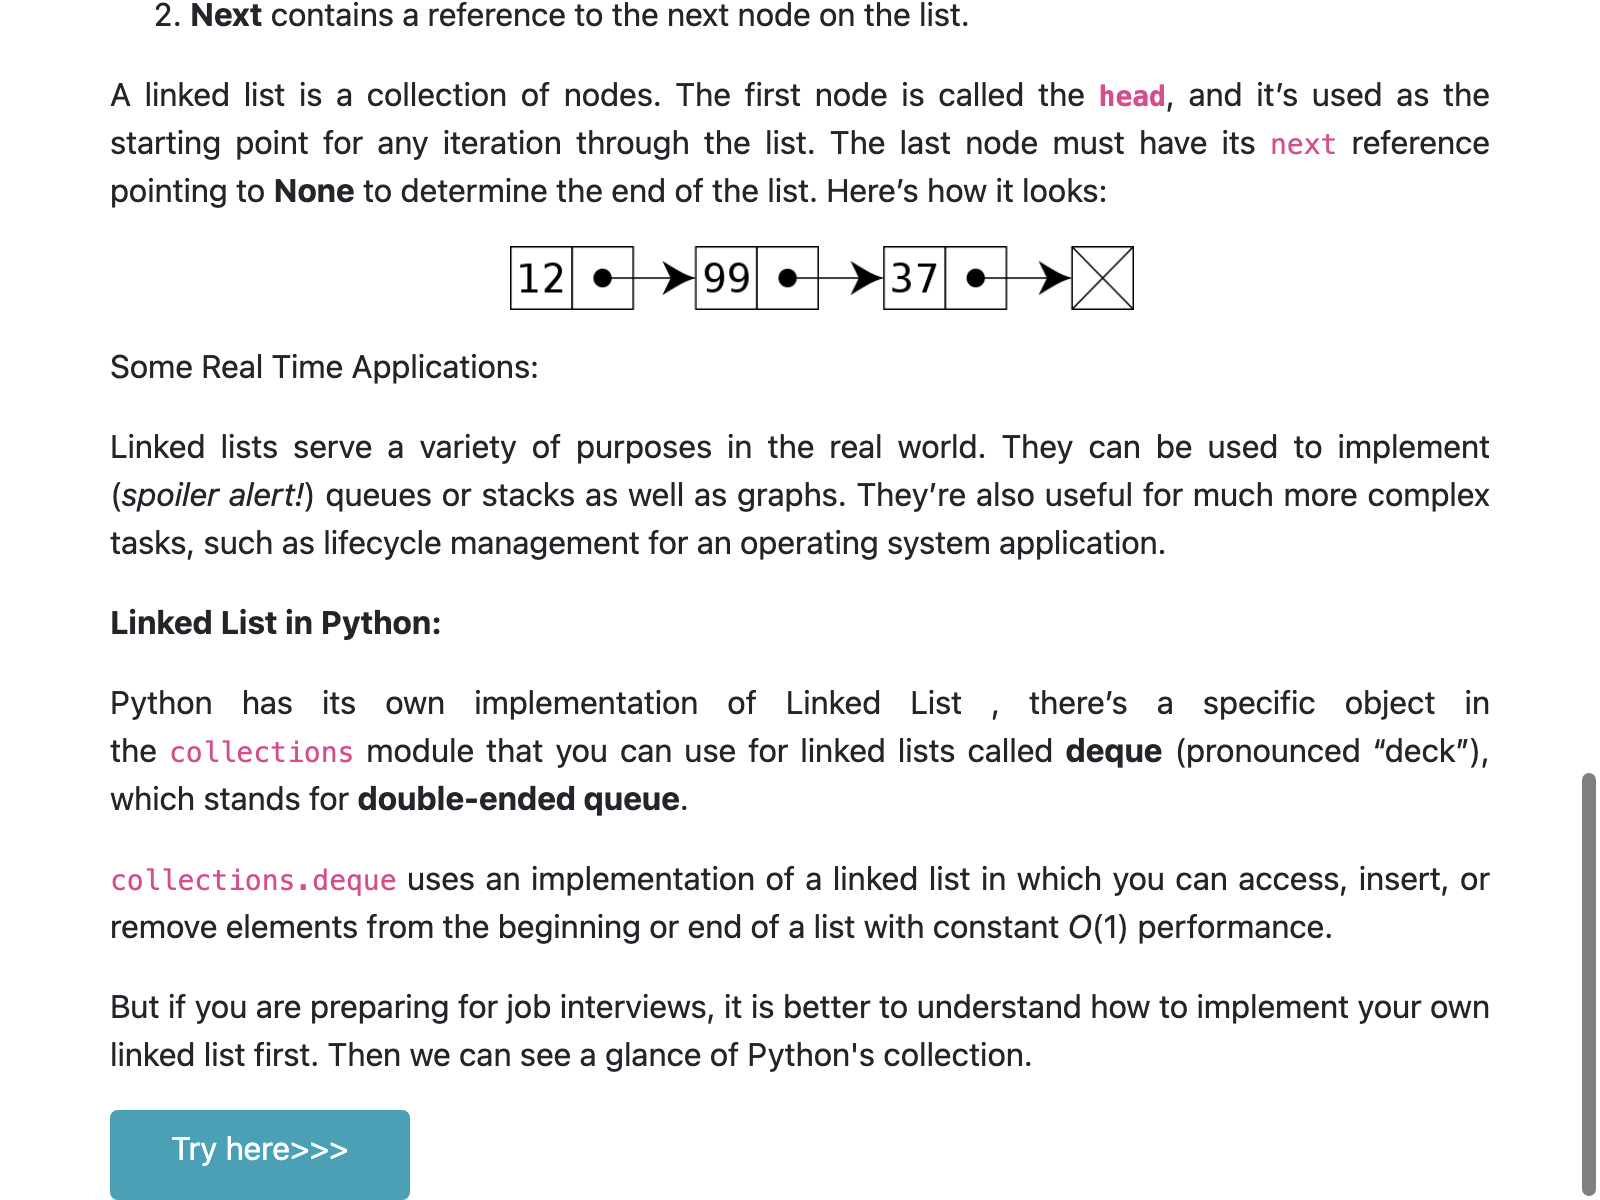 2. Next contains a reference to the next node on the list.
A linked list is a collection of nodes. The first node is called the head, and it’s used as the
starting point for any iteration through the list. The last node must have its next reference
pointing to None to determine the end of the list. Here’s how it looks:
12 99 37
Some Real Time Applications:
Linked lists serve a variety of purposes in the real world. They can be used to implement
(spoiler alert!) queues or stacks as well as graphs. They’re also useful for much more complex
tasks, such as lifecycle management for an operating system application.
Linked List in Python:
Python has its own implementation of Linked List , there’s a specific object in
the collections module that you can use for linked lists called deque (pronounced “deck”),
which stands for double-ended queue.
collections.deque uses an implementation of a linked list in which you can access, insert, or
remove elements from the beginning or end of a list with constant O(1) performance.
But if you are preparing for job interviews, it is better to understand how to implement your own
linked list first. Then we can see a glance of Python's collection.
Try here>>>